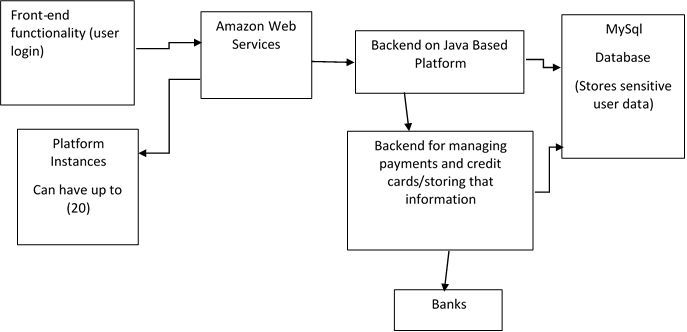 Front-end
functionality (user
login)
Amazon Web
Services
Backend on Java Based
Platform
MySql
Database
(Stores sensitive
user data)
Platform
Instances
Can have up to
(20)
Backend for managing
payments and credit
cards/storing that
information
Banks